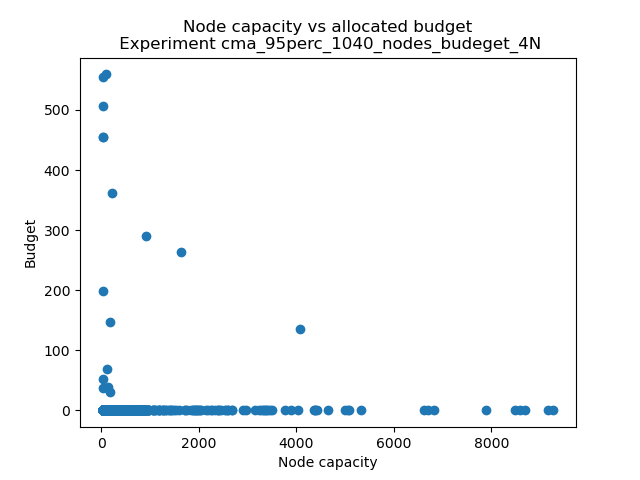 Node capacity vs allocated budget
Experiment cma_95perc_1040_nodes_budeget_4N
Budget
500
400
300
200
100
0
0 2000 4000 6000 8000
Node capacity